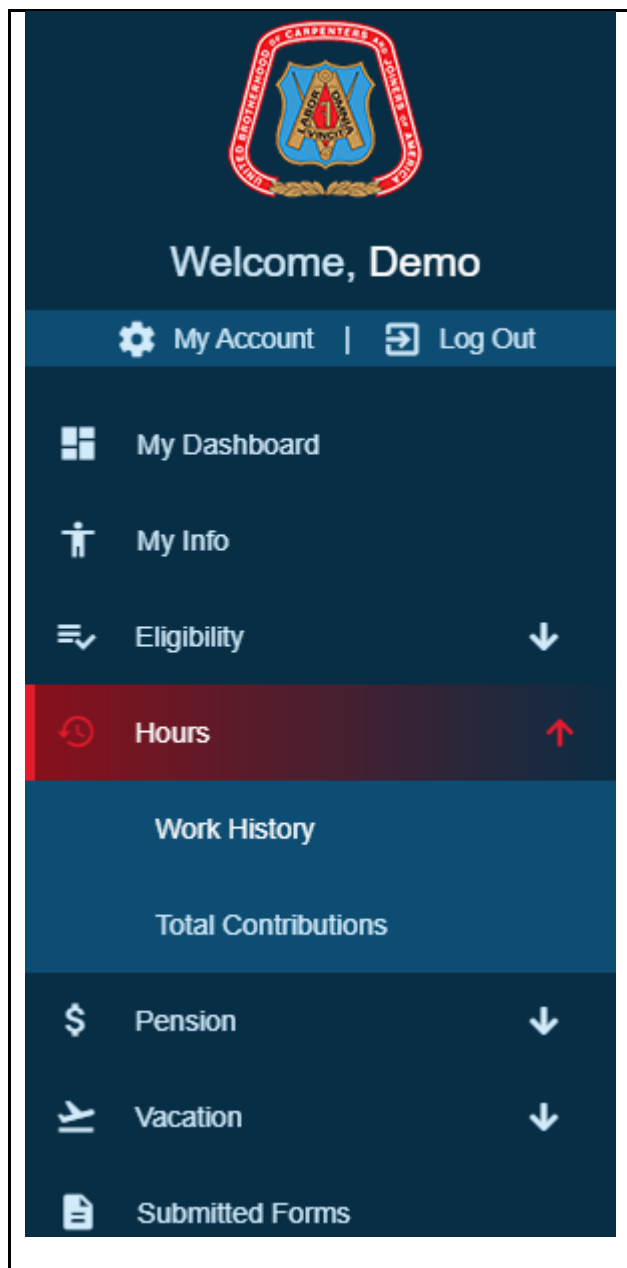 UNITED BROTHERHOOD OF CARPENTERS AND JOINERS OF AMERICA
LABOR OMNIA VINCIT
Welcome, Demo
My Account | Log Out
My Dashboard
My Info
Eligibility
Hours
Work History
Total Contributions
$ Pension
Vacation
Submitted Forms